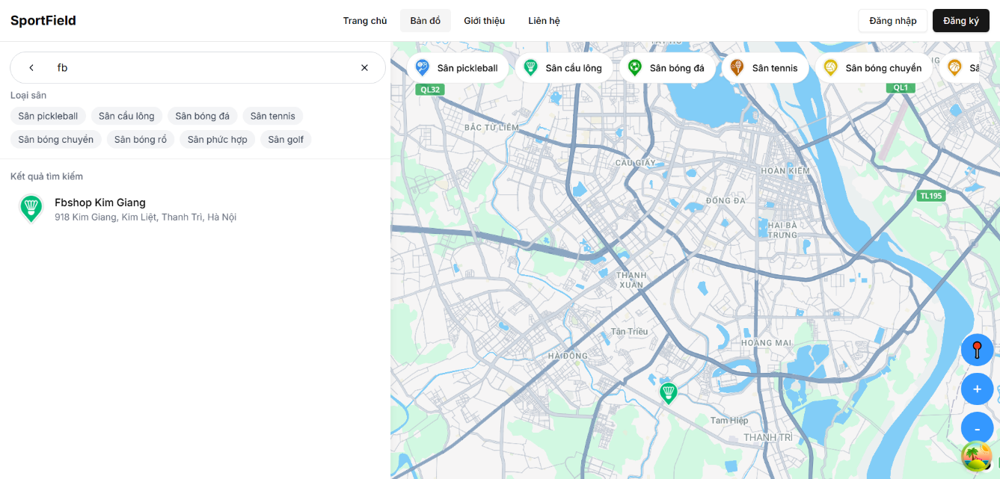 SportField
Trang chủ
Bản đồ
Giới thiệu
Liên hệ
Đăng nhập
Đăng ký
fb
Loại sân
Sân pickleball
Sân cầu lông
Sân bóng đá
Sân tennis
Sân bóng chuyền
Sân bóng rổ
Sân phức hợp
Sân golf
Kết quả tìm kiếm
Fbshop Kim Giang
918 Kim Giang, Kim Liệt, Thanh Trì, Hà Nội
Sân pickleball
Sân cầu lông
Sân bóng đá
Sân tennis
Sân bóng chuyền
QL32
QL1
BẮC TỪ LIÊM
CẦU GIẤY
HOÀN KIẾM
TL195
ĐỐNG ĐA
HAI BÀ
TRƯNG
THANH
XUÂN
Tân Triều
HOÀNG MAI
HÀ ĐÔNG
Tam Hiệp
THANH TRÌ
+
-